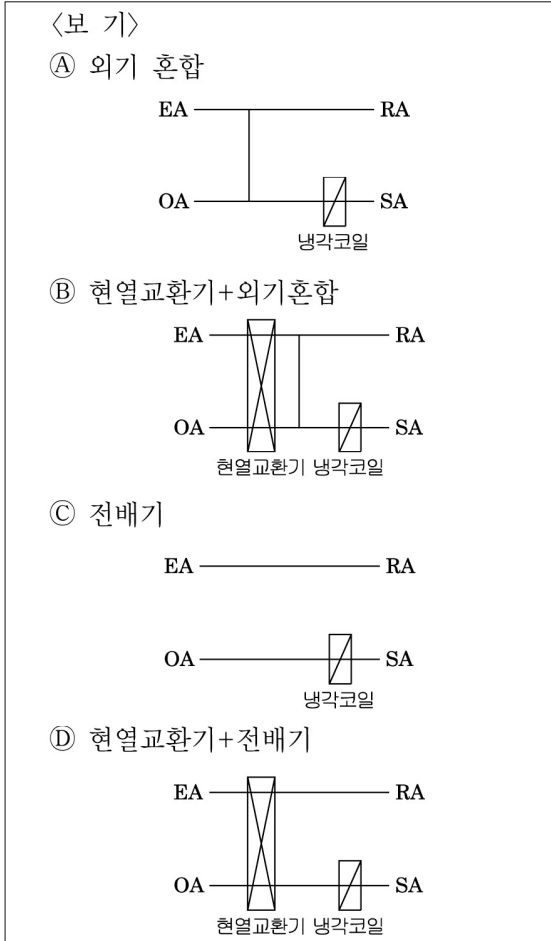 〈보 기〉
Ⓐ 외기 혼합
EA RA
OA SA
냉각코일
Ⓑ 현열교환기+외기혼합
EA RA
OA SA
현열교환기 냉각코일
Ⓒ 전배기
EA RA
OA SA
냉각코일
Ⓓ 현열교환기+전배기
EA RA
OA SA
현열교환기 냉각코일